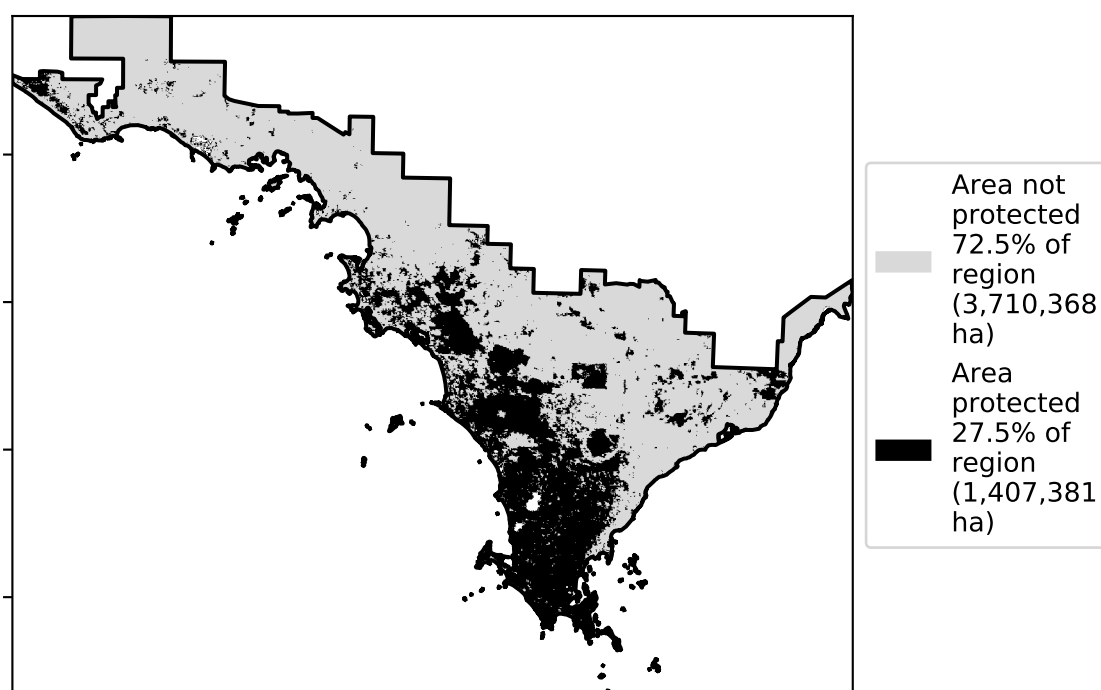 Area not
protected
72.5% of
region
(3,710,368
ha)
Area
protected
27.5% of
region
(1,407,381
ha)